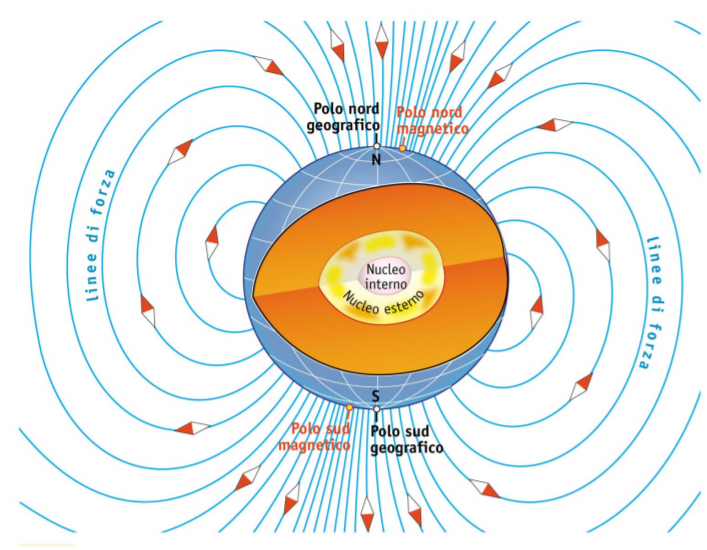 Polo nord
geografico
Polo nord
magnetico
N
linee di forza
linee di forza
Nucleo
interno
Nucleo esterno
S
Polo sud
magnetico
Polo sud
geografico